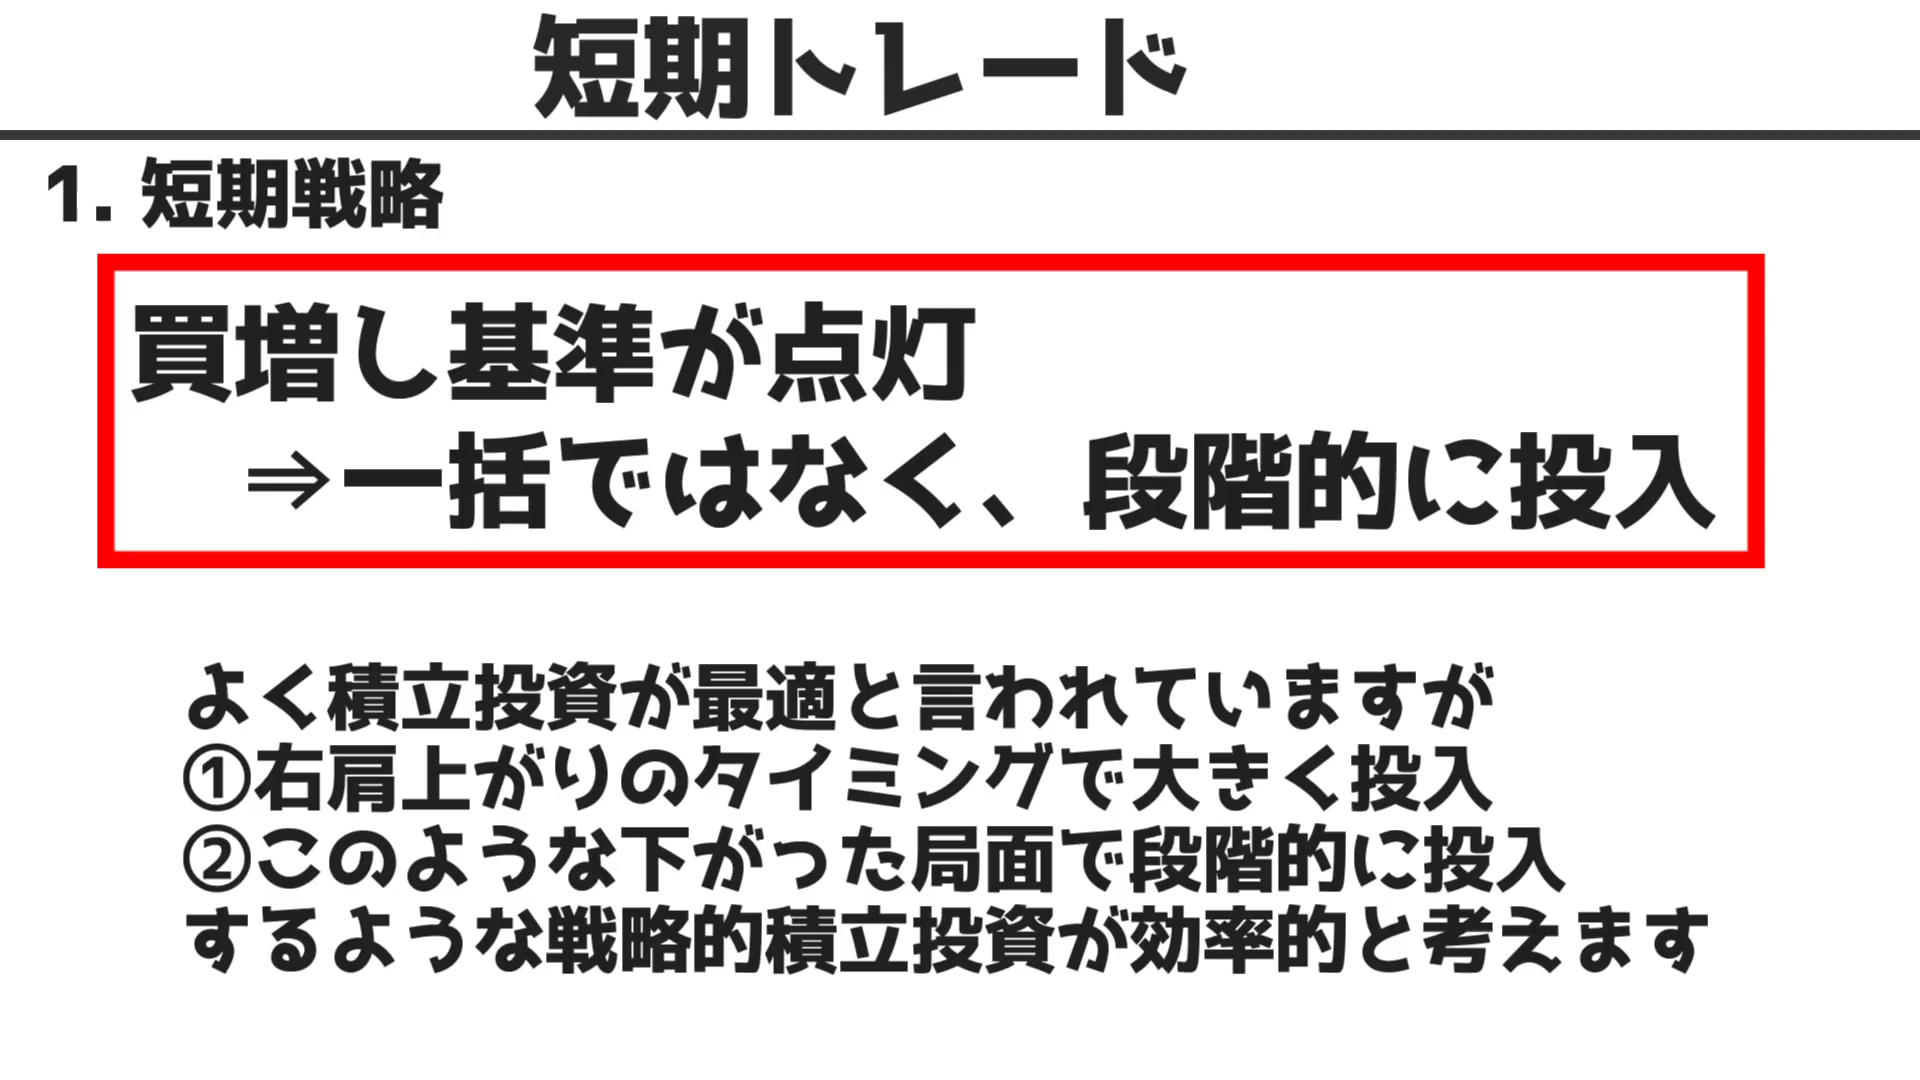 短期トレード
1. 短期戦略
買増し基準が点灯
⇒一括ではなく、段階的に投入
よく積立投資が最適と言われていますが
①右肩上がりのタイミングで大きく投入
②このような下がった局面で段階的に投入
するような戦略的積立投資が効率的と考えます